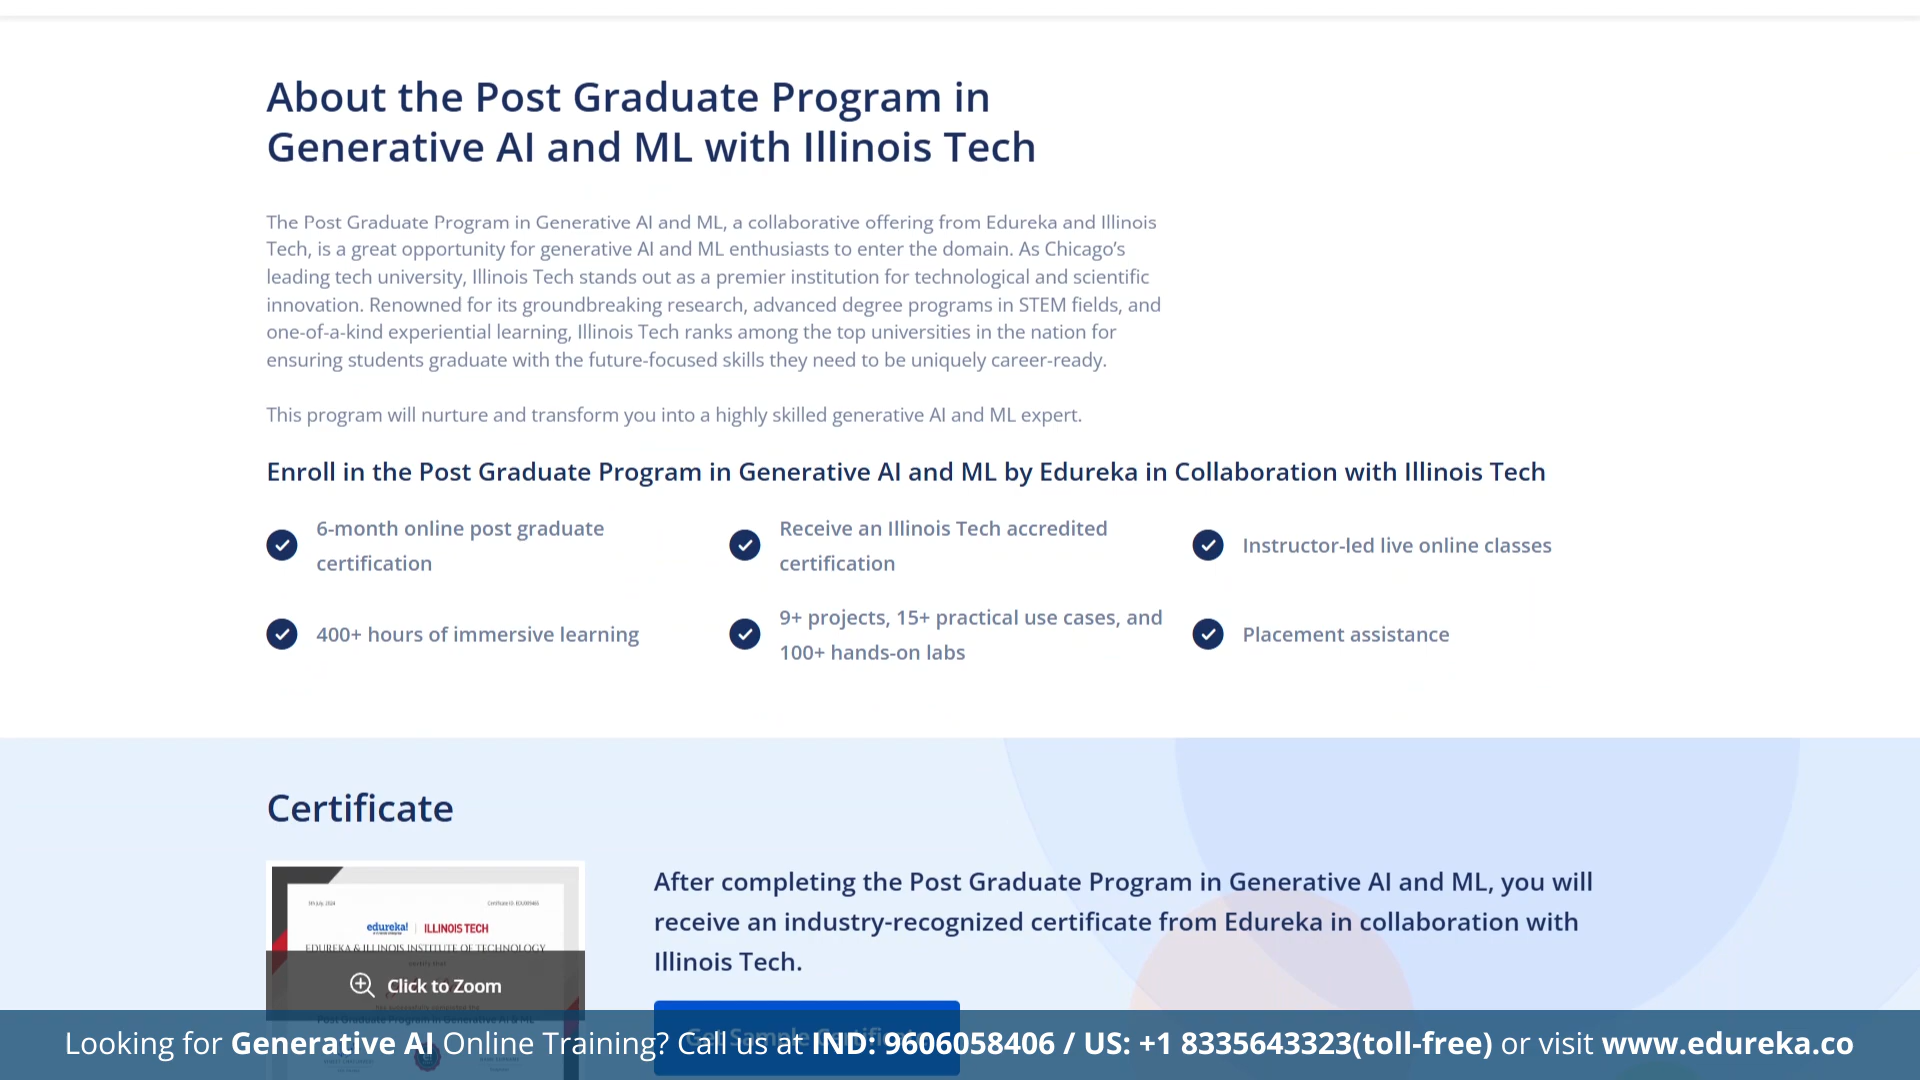 About the Post Graduate Program in
Generative AI and ML with Illinois Tech
The Post Graduate Program in Generative AI and ML, a collaborative offering from Edureka and Illinois
Tech, is a great opportunity for generative AI and ML enthusiasts to enter the domain. As Chicago’s
leading tech university, Illinois Tech stands out as a premier institution for technological and scientific
innovation. Renowned for its groundbreaking research, advanced degree programs in STEM fields, and
one-of-a-kind experiential learning, Illinois Tech ranks among the top universities in the nation for
ensuring students graduate with the future-focused skills they need to be uniquely career-ready.
This program will nurture and transform you into a highly skilled generative AI and ML expert.
Enroll in the Post Graduate Program in Generative AI and ML by Edureka in Collaboration with Illinois Tech
6-month online post graduate
certification
Receive an Illinois Tech accredited
certification
Instructor-led live online classes
400+ hours of immersive learning
9+ projects, 15+ practical use cases, and
100+ hands-on labs
Placement assistance
Certificate
edureka! ILLINOIS TECH
EDUREKA & ILLINOIS INSTITUTE OF TECHNOLOGY
Click to Zoom
Post Graduate Program in Generative AI & ML
After completing the Post Graduate Program in Generative AI and ML, you will
receive an industry-recognized certificate from Edureka in collaboration with
Illinois Tech.
Get Sample Certificate
Looking for Generative AI Online Training? Call us at IND: 9606058406 / US: +1 8335643323(toll-free) or visit www.edureka.co